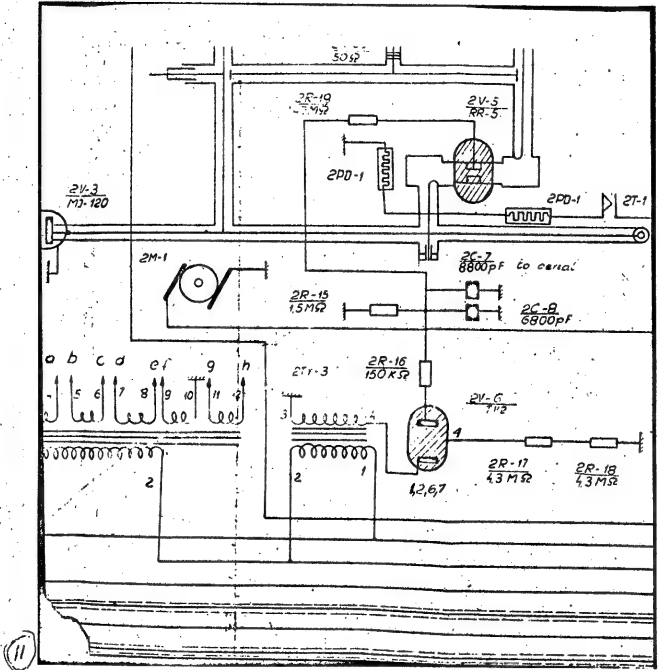 50Ω
2R-19
MΩ
2V-5
RR-5
2PD-1
2V-3
MJ-120
2PD-1
2T-1
2M-1
2C-7
8800pF to canal
2R-15
1,5MΩ
2C-8
6800pF
a b c d e f g h
5 6 7 8 9 10 11 12
2Tr-3
2R-16
150KΩ
2V-6
3 4
4
2R-17
4,3MΩ
2R-18
4,3MΩ
1,2,6,7
2
2
1
11